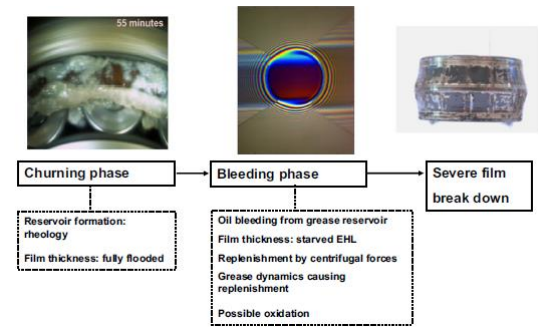 55 minutes
Churning phase
Bleeding phase
Severe film
break down
Reservoir formation:
rheology
Film thickness: fully flooded
Oil bleeding from grease reservoir
Film thickness: starved EHL
Replenishment by centrifugal forces
Grease dynamics causing
replenishment
Possible oxidation